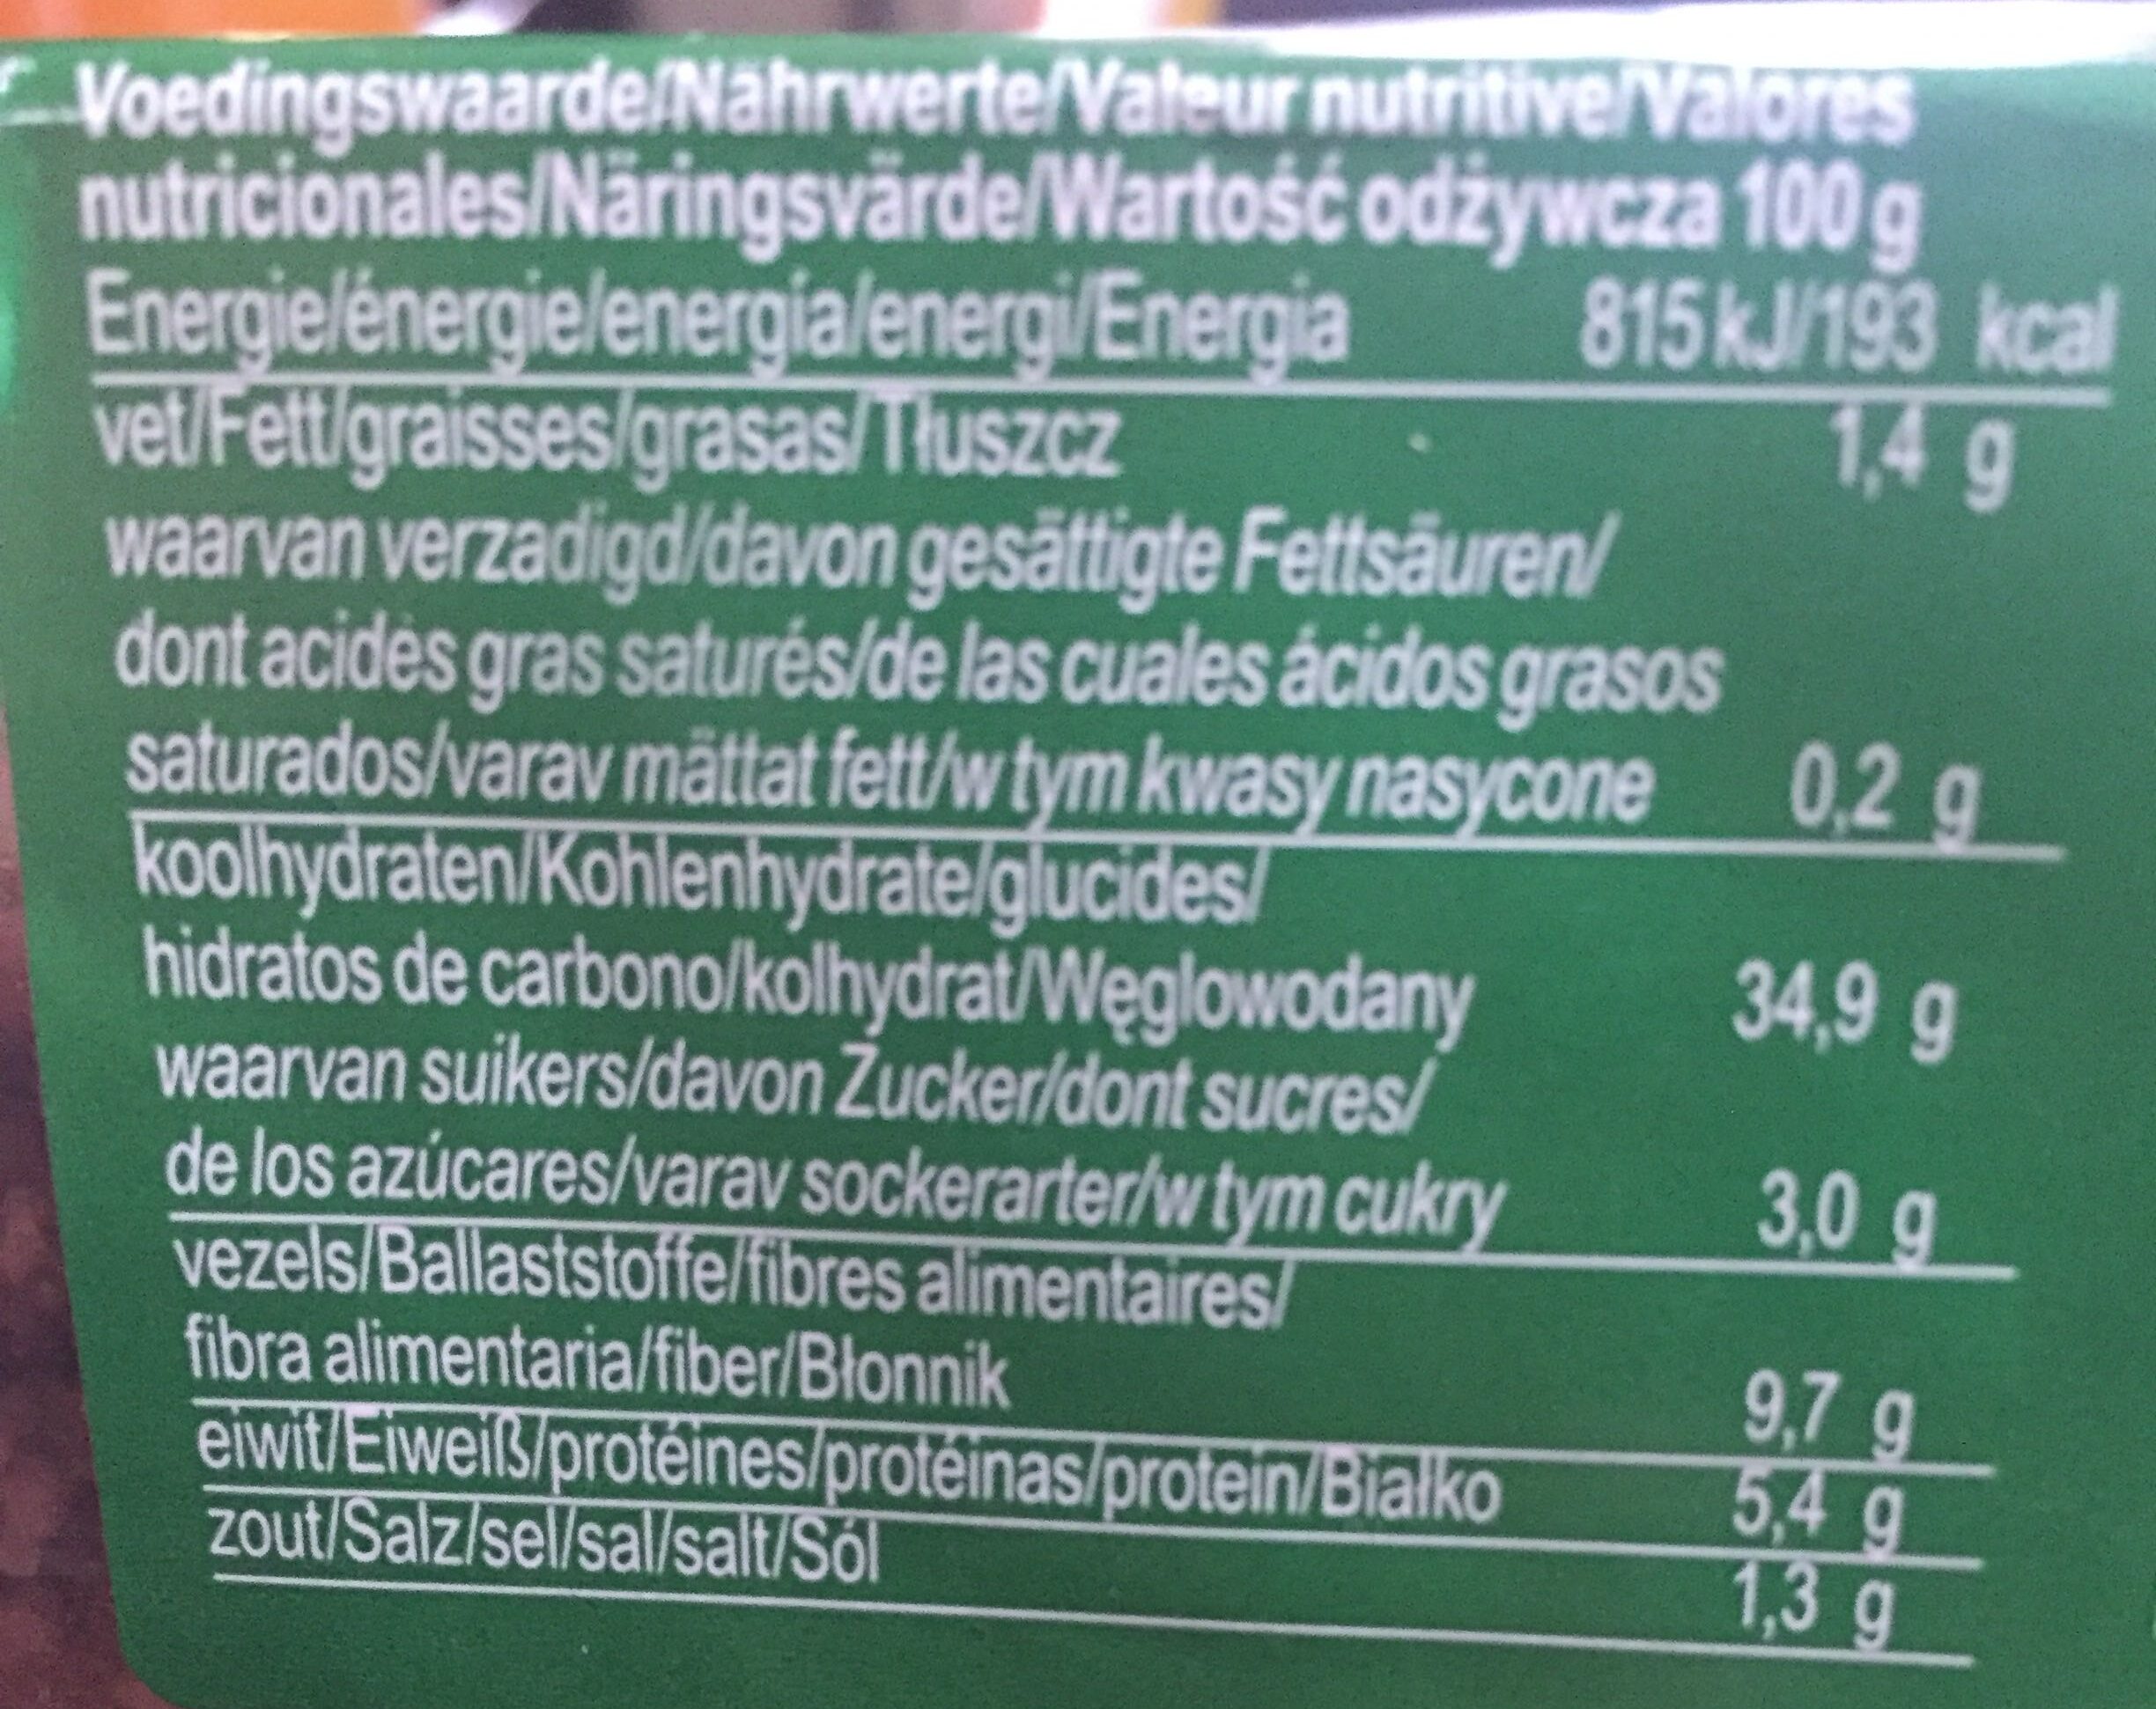 Voedingswaarde/Nährwerte/Valeur nutritive/Valores
nutricionales/Näringsvärde/Wartość odżywcza 100 g
Energie/énergie/energía/energi/Energia 815 kJ/193 kcal
vet/Fett/graisses/grasas/Tłuszcz 1,4 g
waarvan verzadigd/davon gesättigte Fettsäuren/
dont acides gras saturés/de las cuales ácidos grasos
saturados/varav mättat fett/w tym kwasy nasycone 0,2 g
koolhydraten/Kohlenhydrate/glucides/
hidratos de carbono/kolhydrat/Węglowodany 34,9 g
waarvan suikers/davon Zucker/dont sucres/
de los azúcares/varav sockerarter/w tym cukry 3,0 g
vezels/Ballaststoffe/fibres alimentaires/
fibra alimentaria/fiber/Błonnik 9,7 g
eiwit/Eiweiß/protéines/protéinas/protein/Białko 5,4 g
zout/Salz/sel/sal/salt/Sól 1,3 g